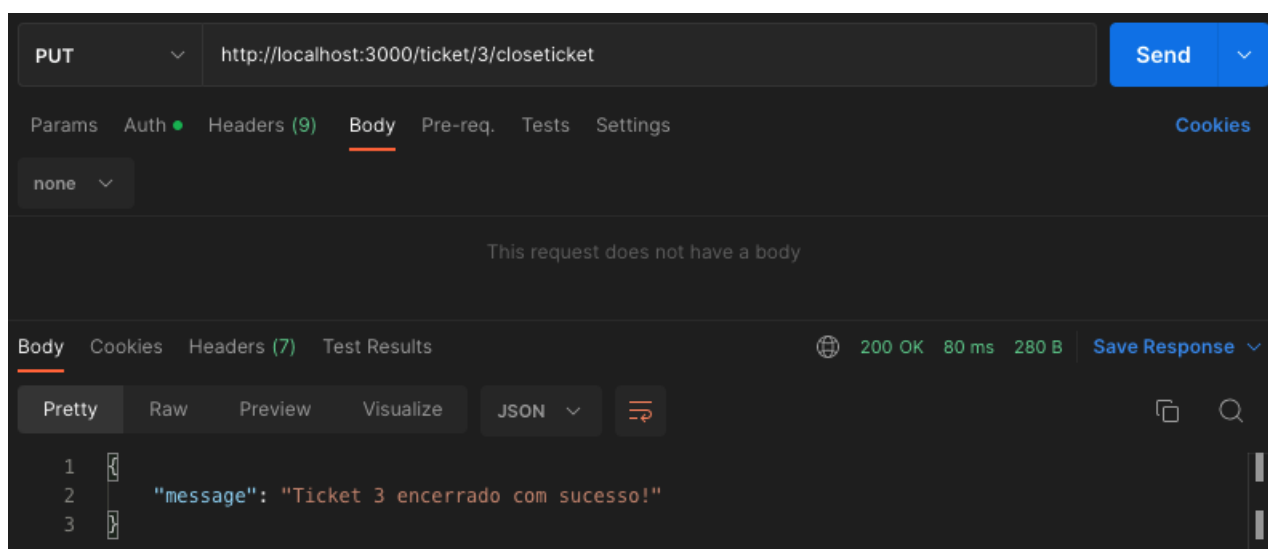 PUT http://localhost:3000/ticket/3/closeticket Send
Params Auth Headers (9) Body Pre-req. Tests Settings Cookies
none
This request does not have a body
Body Cookies Headers (7) Test Results 200 OK 80 ms 280 B Save Response
Pretty Raw Preview Visualize JSON
1 {
2 "message": "Ticket 3 encerrado com sucesso!"
3 }